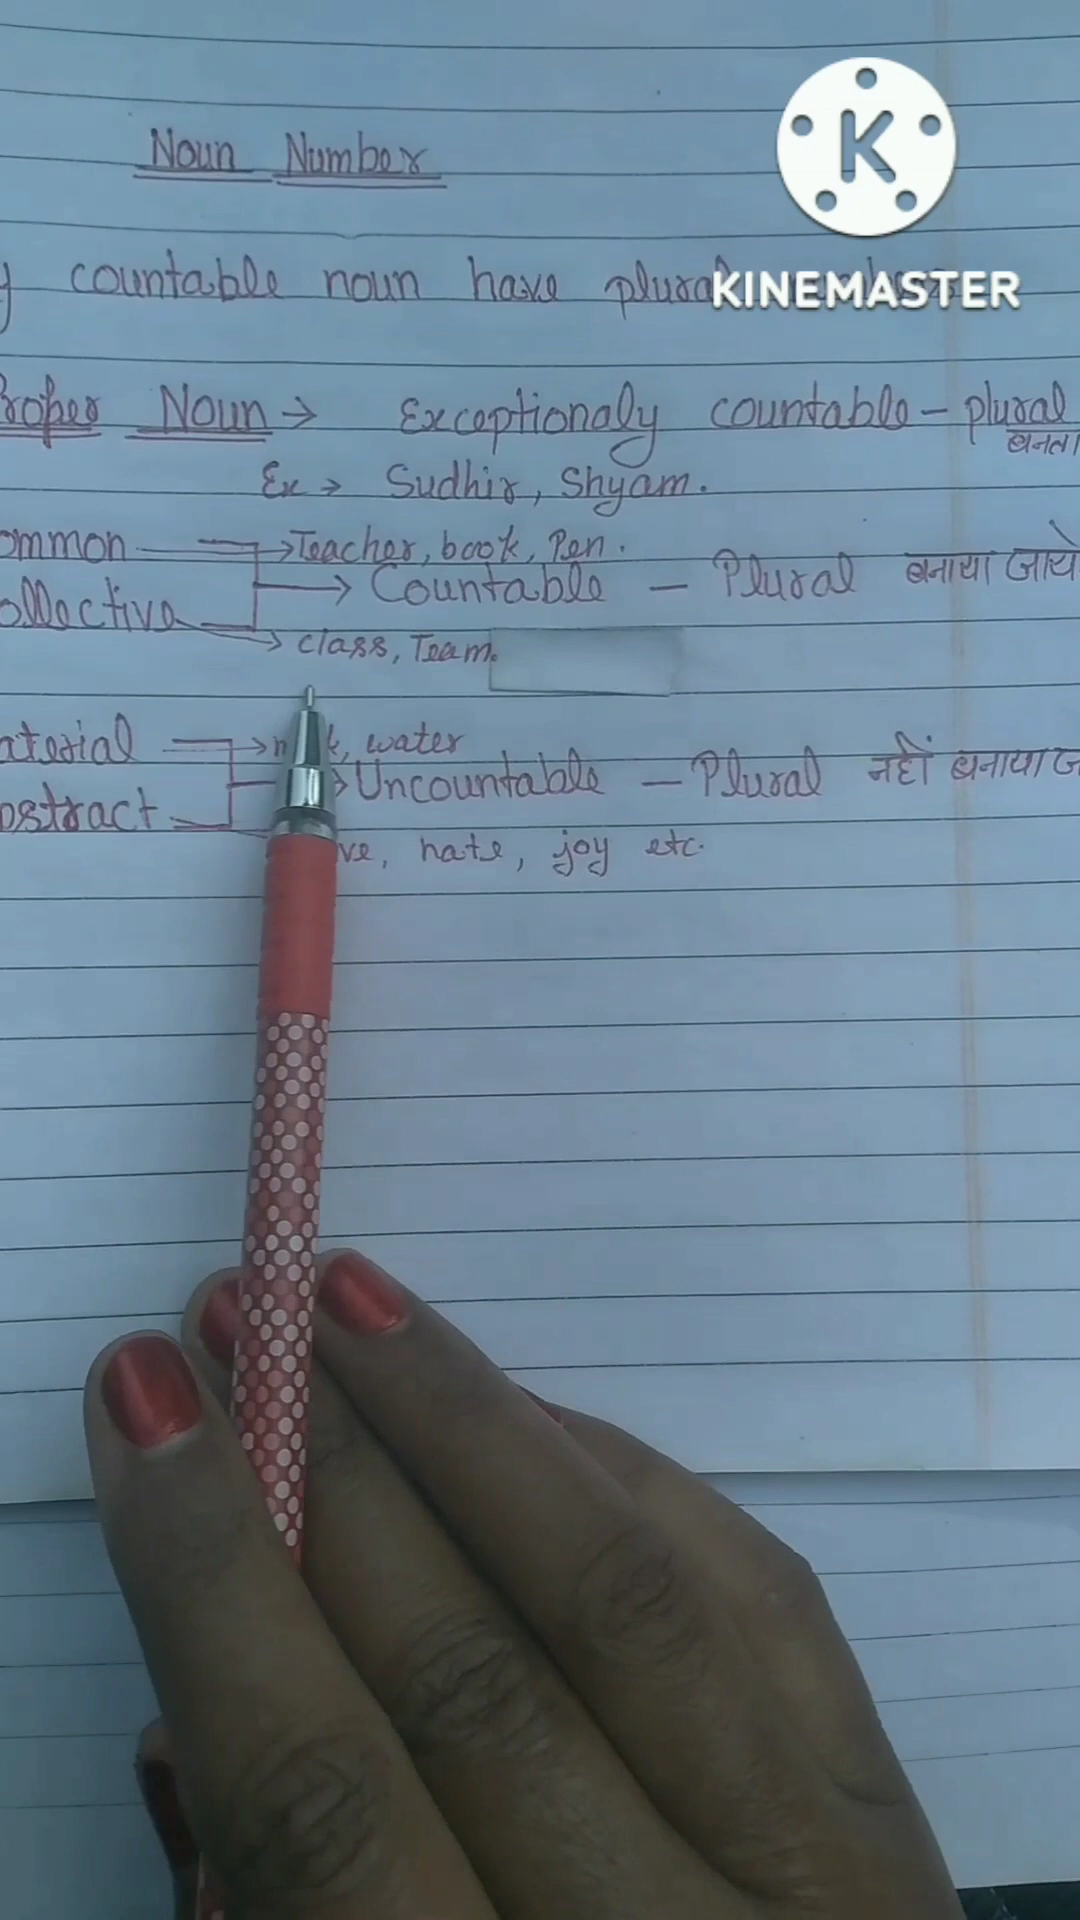 Noun Number
K
countable noun have plural
KINEMASTER
Noun → Exceptionaly countable - plural
बनता
Ex → Sudhir, Shyam.
Teacher, book, Pen.
Countable - Plural बनाया जाये
class, Team.
water
Uncountable - Plural नहीं बनाया
hate, joy etc.